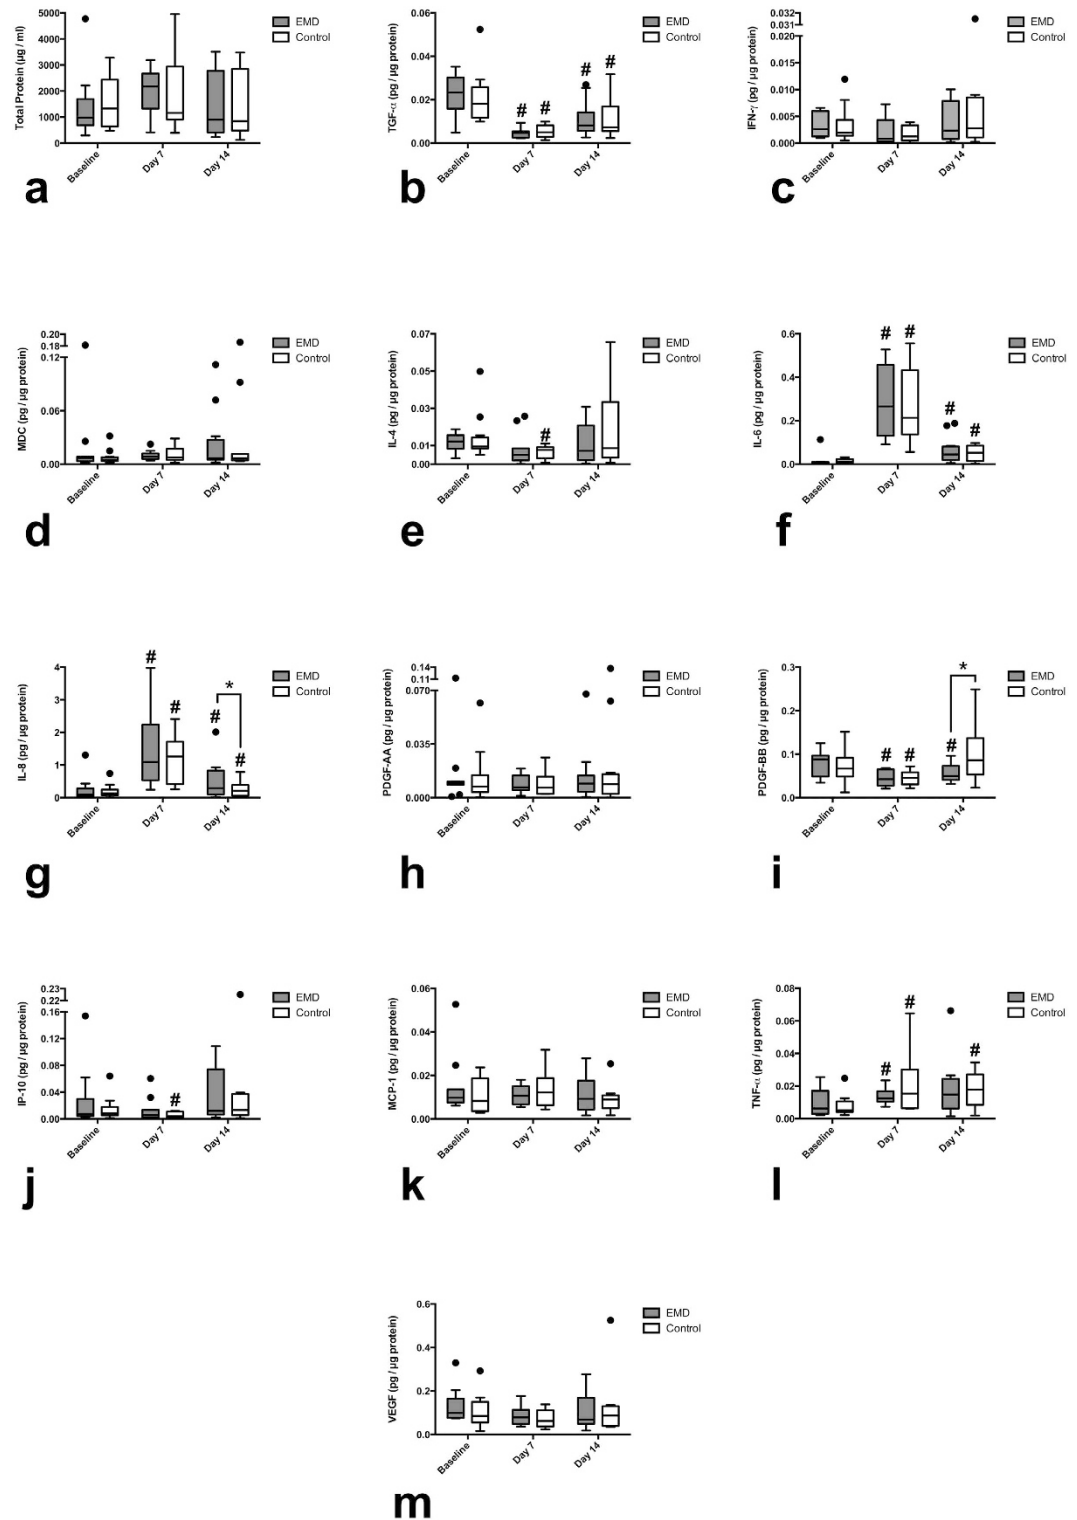 Total Protein (µg / ml)
5000
4000
3000
2000
1000
0
Baseline
Day 7
Day 14
EMD
Control
a
TGF-α (pg / µg protein)
0.06
0.04
0.02
0.00
# # # #
Baseline
Day 7
Day 14
EMD
Control
b
IFN-γ (pg / µg protein)
0.032
0.031
0.020
0.015
0.010
0.005
0.000
Baseline
Day 7
Day 14
EMD
Control
c
MDC (pg / µg protein)
0.20
0.18
0.12
0.06
0.00
Baseline
Day 7
Day 14
EMD
Control
d
IL-4 (pg / µg protein)
0.07
0.05
0.03
0.01
0.00
#
Baseline
Day 7
Day 14
EMD
Control
e
IL-6 (pg / µg protein)
0.6
0.4
0.2
0.0
# # # #
Baseline
Day 7
Day 14
EMD
Control
f
IL-8 (pg / µg protein)
4
3
2
1
0
# # # * #
Baseline
Day 7
Day 14
EMD
Control
g
PDGF-AA (pg / µg protein)
0.14
0.11
0.070
0.035
0.000
Baseline
Day 7
Day 14
EMD
Control
h
PDGF-BB (pg / µg protein)
0.3
0.2
0.1
0.0
# # # *
Baseline
Day 7
Day 14
EMD
Control
i
IP-10 (pg / µg protein)
0.23
0.22
0.16
0.12
0.08
0.04
0.00
#
Baseline
Day 7
Day 14
EMD
Control
j
MCP-1 (pg / µg protein)
0.06
0.04
0.02
0.00
Baseline
Day 7
Day 14
EMD
Control
k
TNF-α (pg / µg protein)
0.08
0.06
0.04
0.02
0.00
# # #
Baseline
Day 7
Day 14
EMD
Control
l
VEGF (pg / µg protein)
0.6
0.4
0.2
0.0
Baseline
Day 7
Day 14
EMD
Control
m